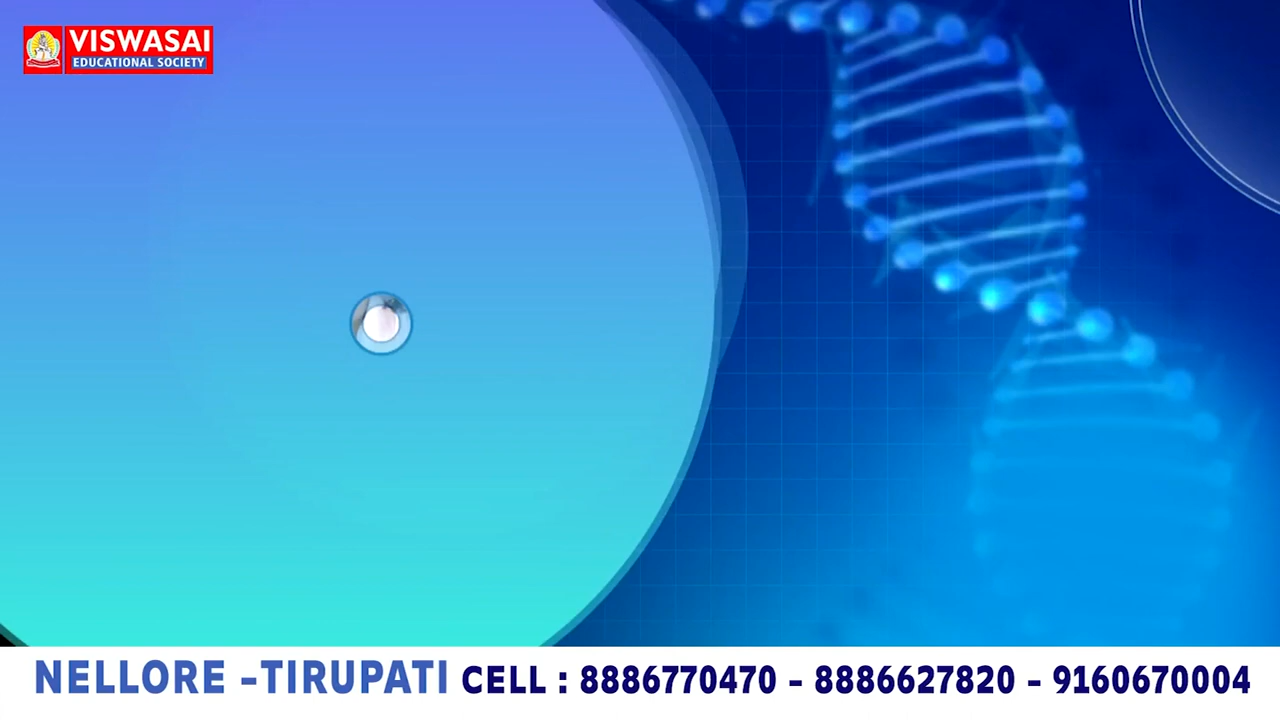 VISWASAI
EDUCATIONAL SOCIETY
NELLORE -TIRUPATI CELL : 8886770470 - 8886627820 - 9160670004